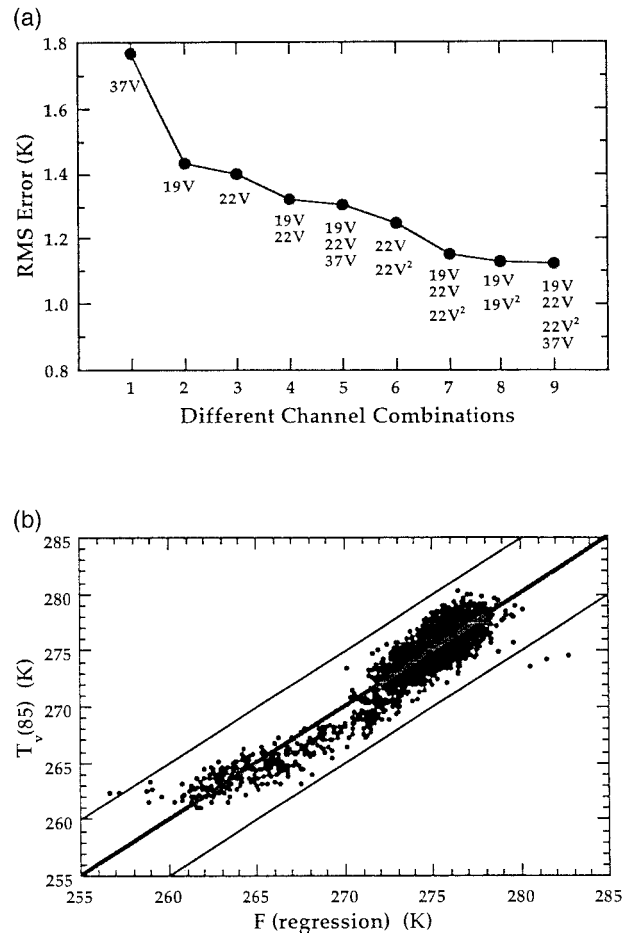 (a)
1.8
1.6
1.4
1.2
1.0
0.8
RMS Error (K)
37V
19V
22V
19V
22V
19V
22V
37V
22V
22V²
19V
22V
22V²
19V
19V²
19V
22V
22V²
37V
1 2 3 4 5 6 7 8 9
Different Channel Combinations
(b)
285
280
275
270
265
260
255
T_v(85) (K)
255 260 265 270 275 280 285
F (regression) (K)